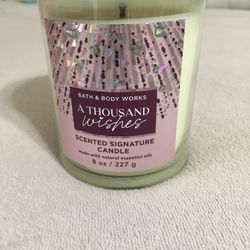 BATH & BODY WORKS
A THOUSAND
wishes
SCENTED SIGNATURE
CANDLE
made with natural essential oils
8 oz / 227 g